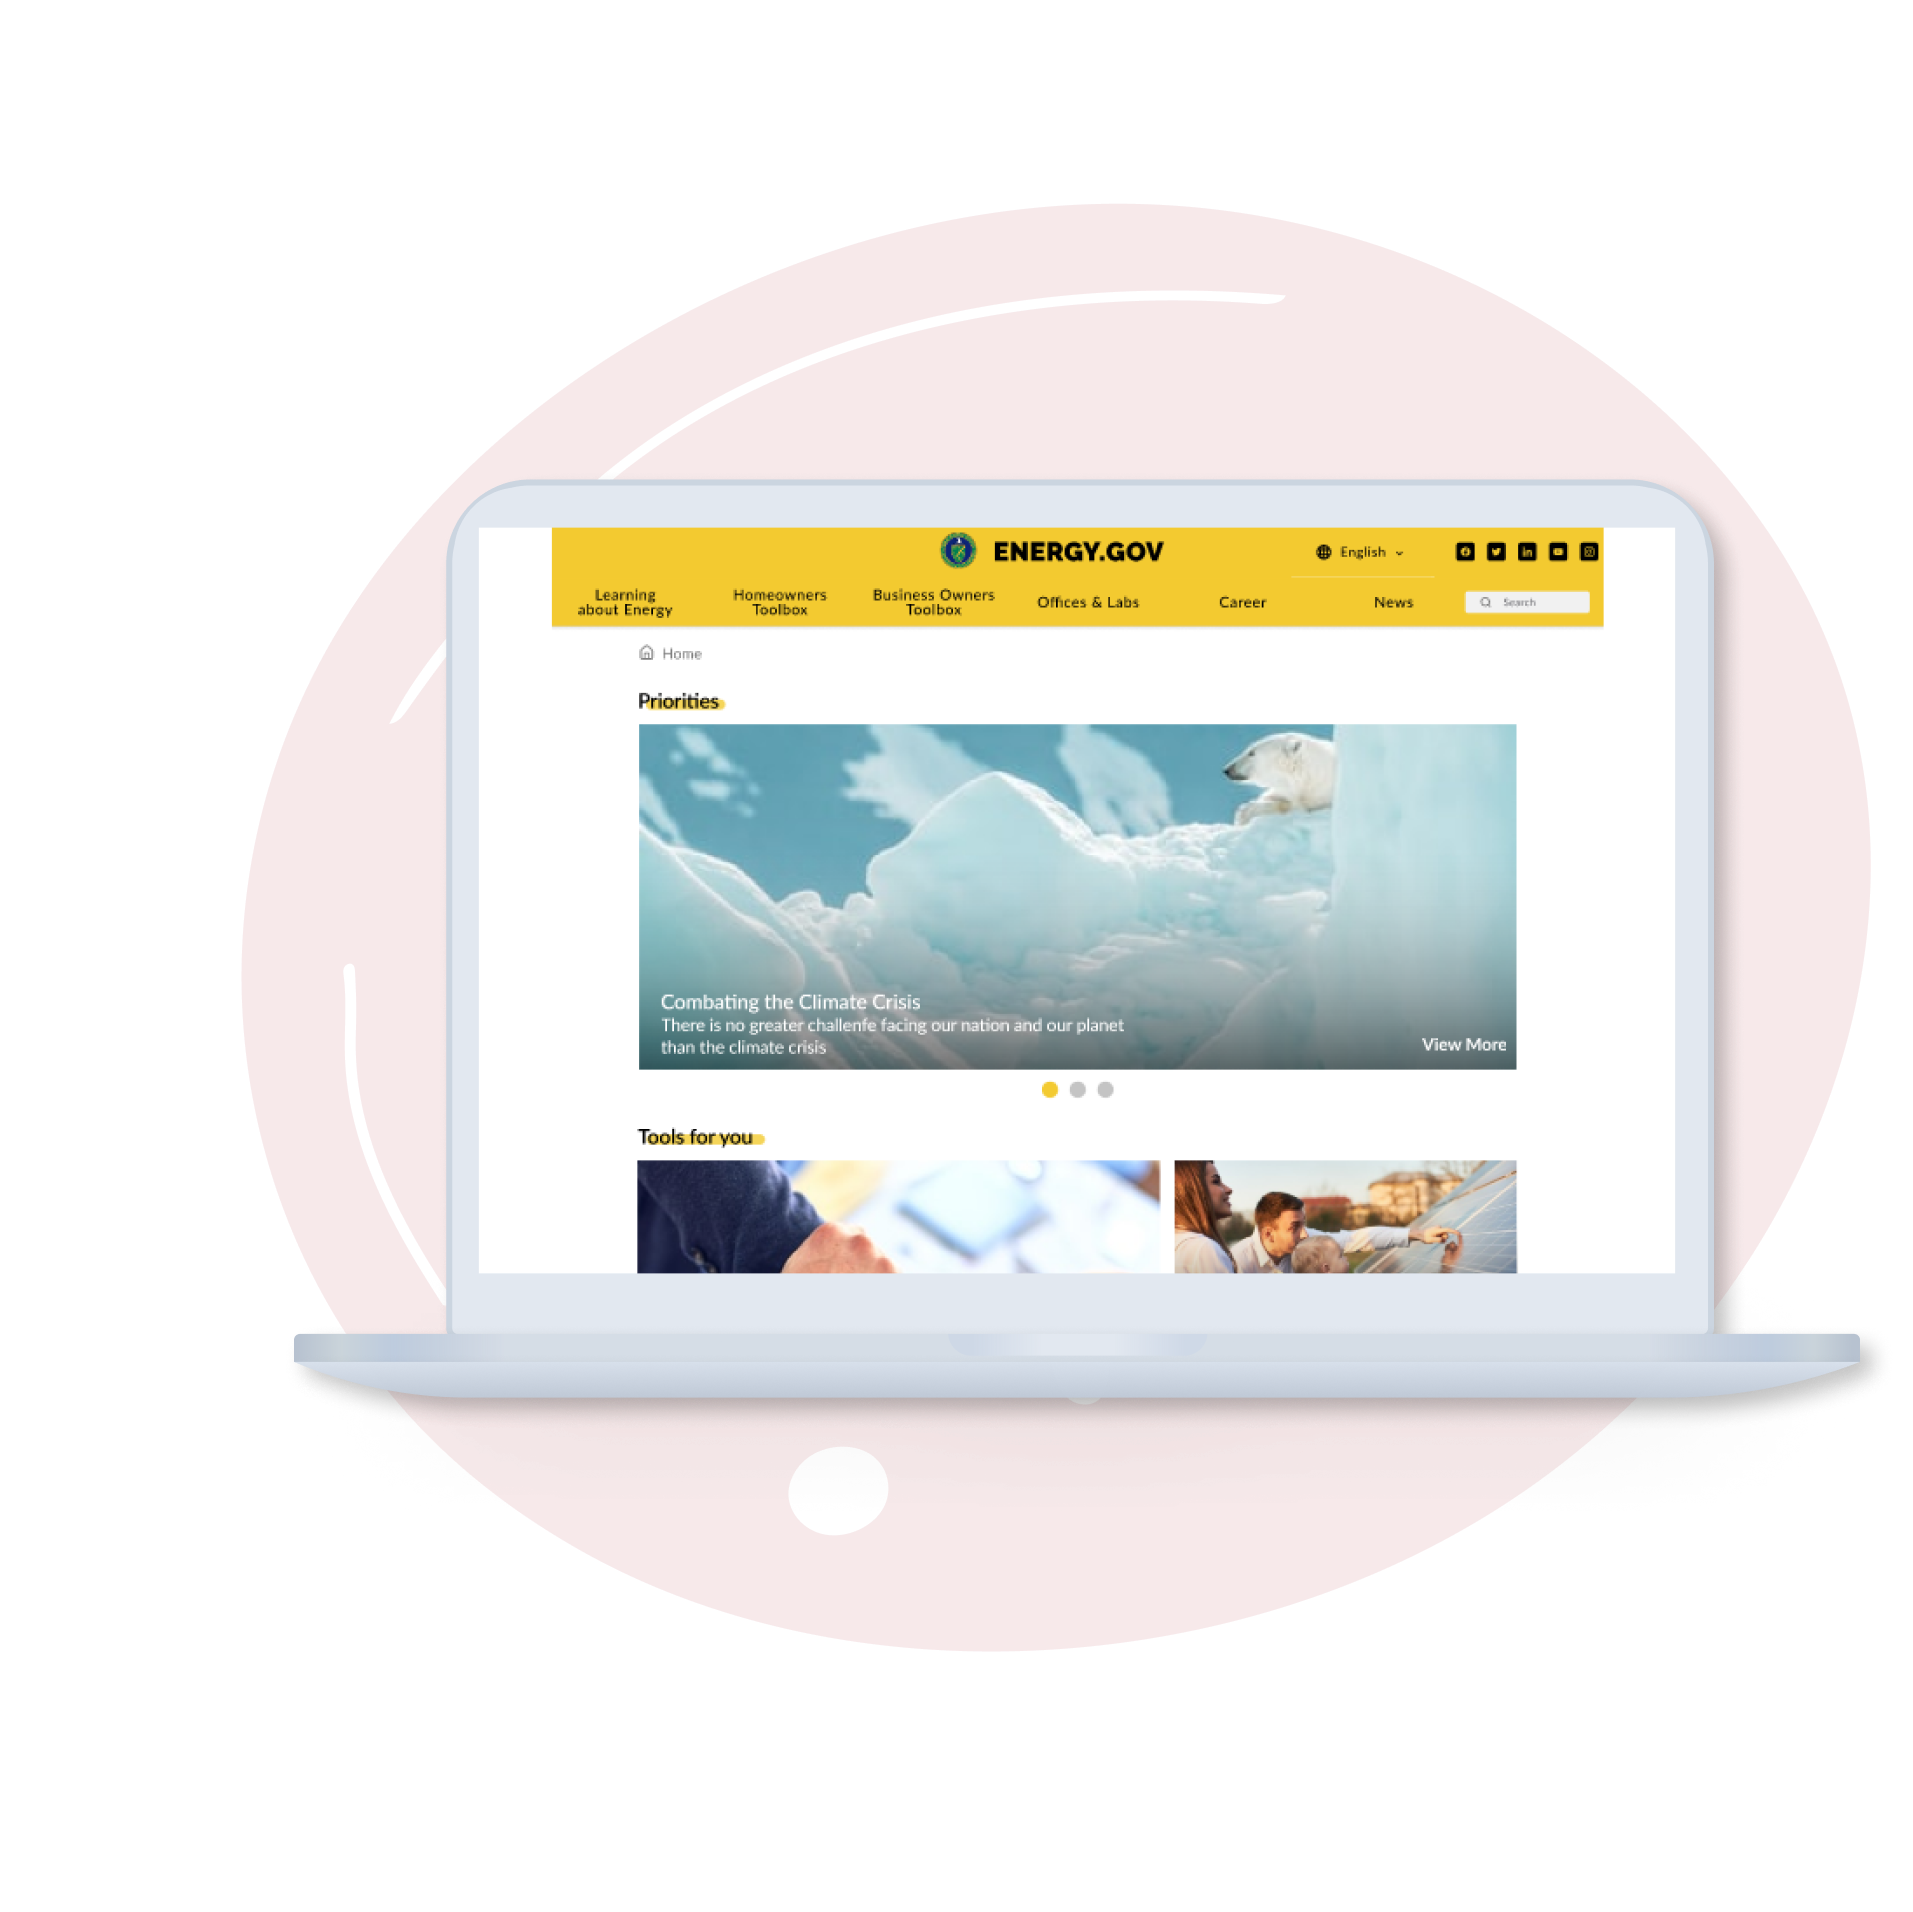 ENERGY.GOV
English
Learning
about Energy
Homeowners
Toolbox
Business Owners
Toolbox
Offices & Labs
Career
News
Search
Home
Priorities
Combating the Climate Crisis
There is no greater challenfe facing our nation and our planet
than the climate crisis
View More
Tools for you